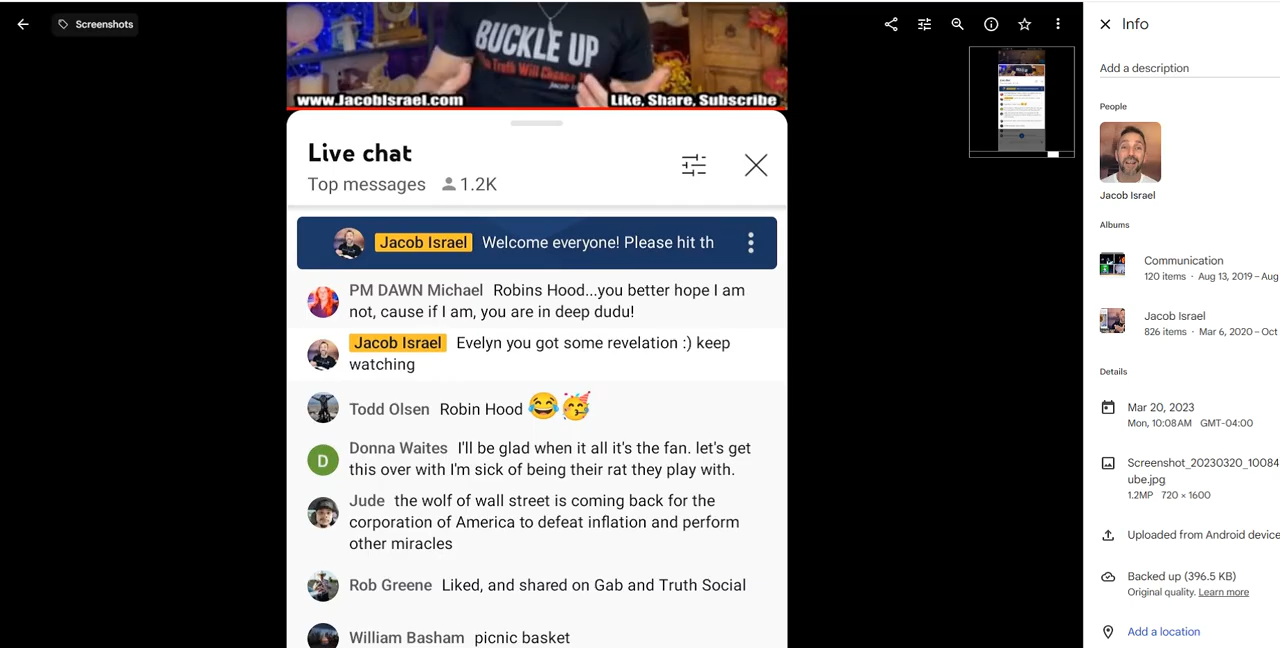 Screenshots
Info
BUCKLE UP
Truth Will
www.JacobIsrael.com
Like, Share, Subscribe
Live chat
Top messages 1.2K
Jacob Israel Welcome everyone! Please hit th
PM DAWN Michael Robins Hood...you better hope I am
not, cause if I am, you are in deep dudu!
Jacob Israel Evelyn you got some revelation :) keep
watching
Todd Olsen Robin Hood 😂🥳
D
Donna Waites I'll be glad when it all it's the fan. let's get
this over with I'm sick of being their rat they play with.
Jude the wolf of wall street is coming back for the
corporation of America to defeat inflation and perform
other miracles
Rob Greene Liked, and shared on Gab and Truth Social
William Basham picnic basket
Add a description
People
Jacob Israel
Albums
Communication
120 items · Aug 13, 2019 – Aug
Jacob Israel
826 items · Mar 6, 2020 – Oct
Details
Mar 20, 2023
Mon, 10:08 AM GMT-04:00
Screenshot_20230320_10084
ube.jpg
1.2MP 720 × 1600
Uploaded from Android device
Backed up (396.5 KB)
Original quality. Learn more
Add a location